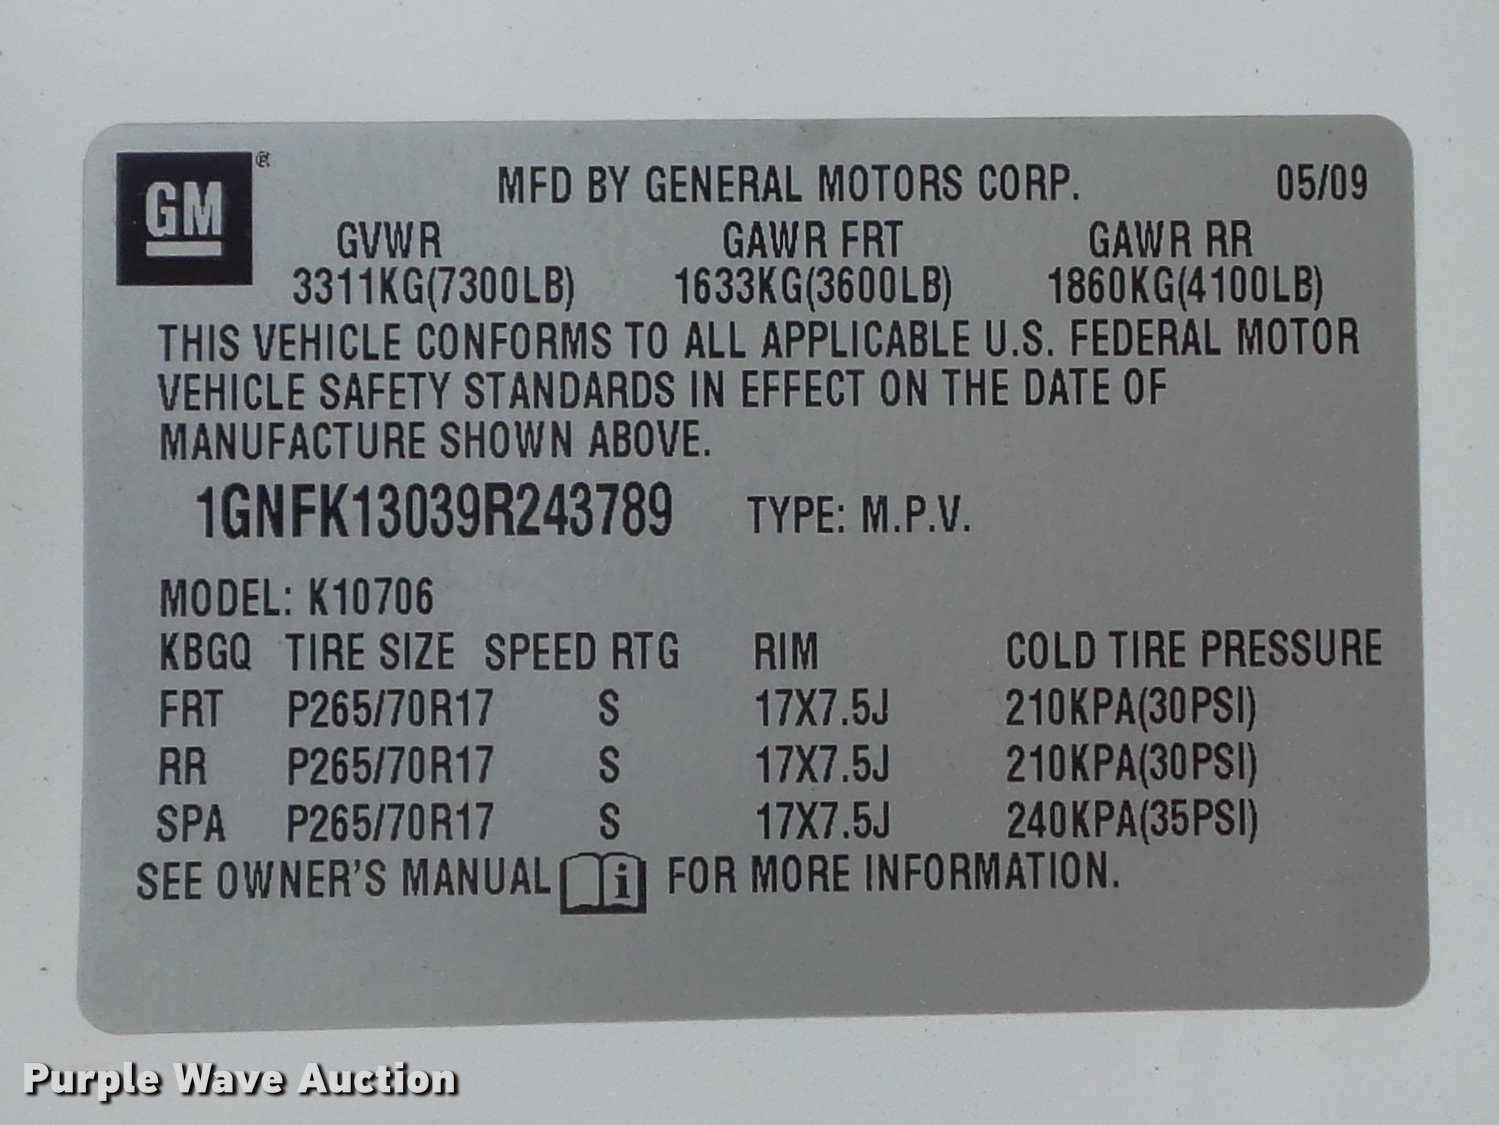 GM ®
MFD BY GENERAL MOTORS CORP. 05/09
GVWR GAWR FRT GAWR RR
3311KG(7300LB) 1633KG(3600LB) 1860KG(4100LB)
THIS VEHICLE CONFORMS TO ALL APPLICABLE U.S. FEDERAL MOTOR
VEHICLE SAFETY STANDARDS IN EFFECT ON THE DATE OF
MANUFACTURE SHOWN ABOVE.
1GNFK13039R243789 TYPE: M.P.V.
MODEL: K10706
KBGQ TIRE SIZE SPEED RTG RIM COLD TIRE PRESSURE
FRT P265/70R17 S 17X7.5J 210KPA(30PSI)
RR P265/70R17 S 17X7.5J 210KPA(30PSI)
SPA P265/70R17 S 17X7.5J 240KPA(35PSI)
SEE OWNER'S MANUAL i FOR MORE INFORMATION.
Purple Wave Auction